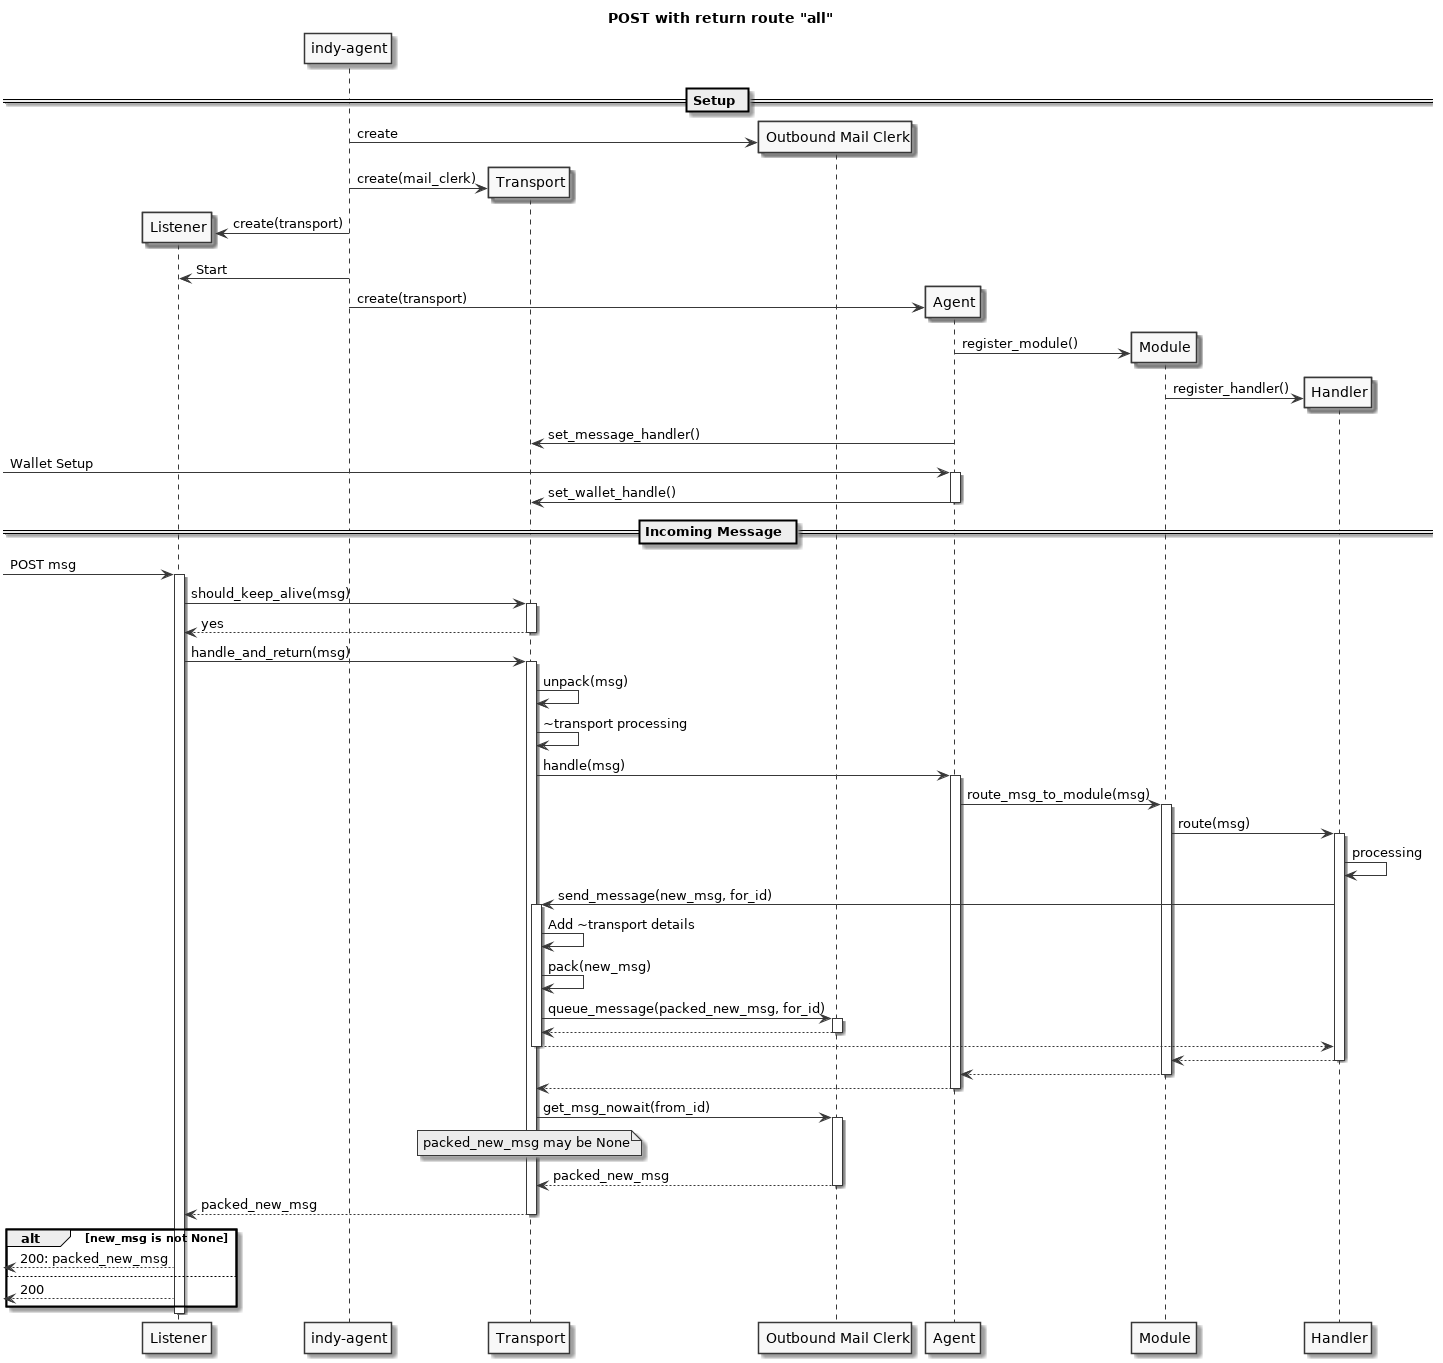 POST with return route "all"
indy-agent
Setup
create
Outbound Mail Clerk
create(mail_clerk)
Transport
Listener
create(transport)
Start
create(transport)
Agent
register_module()
Module
register_handler()
Handler
set_message_handler()
Wallet Setup
set_wallet_handle()
Incoming Message
POST msg
should_keep_alive(msg)
yes
handle_and_return(msg)
unpack(msg)
~transport processing
handle(msg)
route_msg_to_module(msg)
route(msg)
processing
send_message(new_msg, for_id)
Add ~transport details
pack(new_msg)
queue_message(packed_new_msg, for_id)
get_msg_nowait(from_id)
packed_new_msg may be None
packed_new_msg
packed_new_msg
alt [new_msg is not None]
200: packed_new_msg
200
Listener indy-agent Transport Outbound Mail Clerk Agent Module Handler